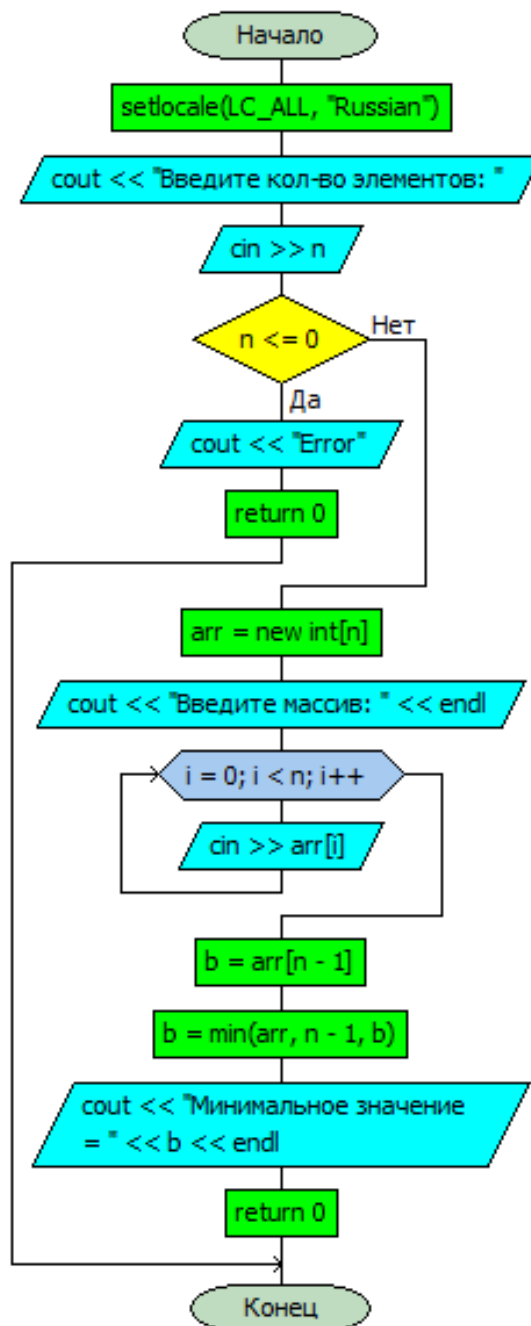 Начало
setlocale(LC_ALL, "Russian")
cout << "Введите кол-во элементов: "
cin >> n
n <= 0
Нет
Да
cout << "Error"
return 0
arr = new int[n]
cout << "Введите массив: " << endl
i = 0; i < n; i++
cin >> arr[i]
b = arr[n - 1]
b = min(arr, n - 1, b)
cout << "Минимальное значение
= " << b << endl
return 0
Конец